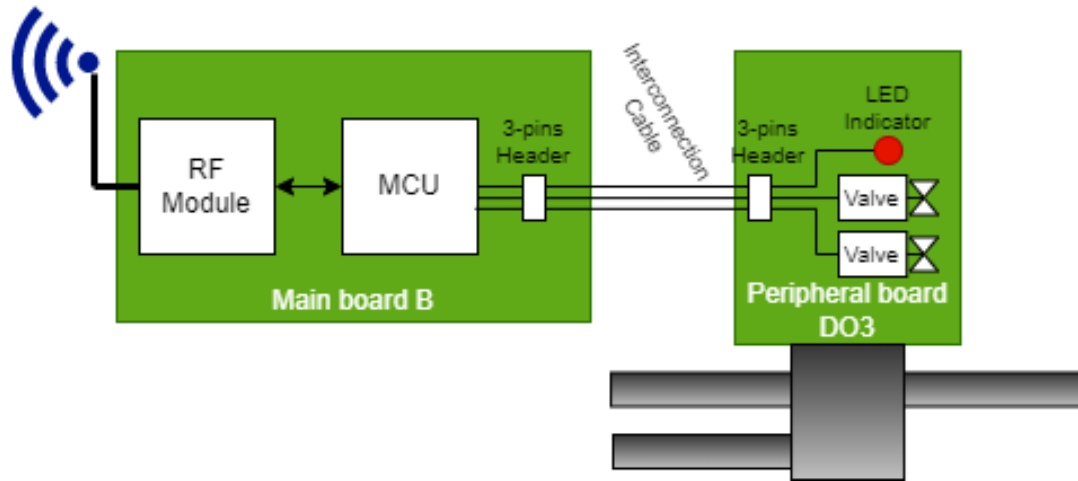 RF
Module
MCU
3-pins
Header
Main board B
Interconnection
Cable
3-pins
Header
LED
Indicator
Valve
Valve
Peripheral board
DO3